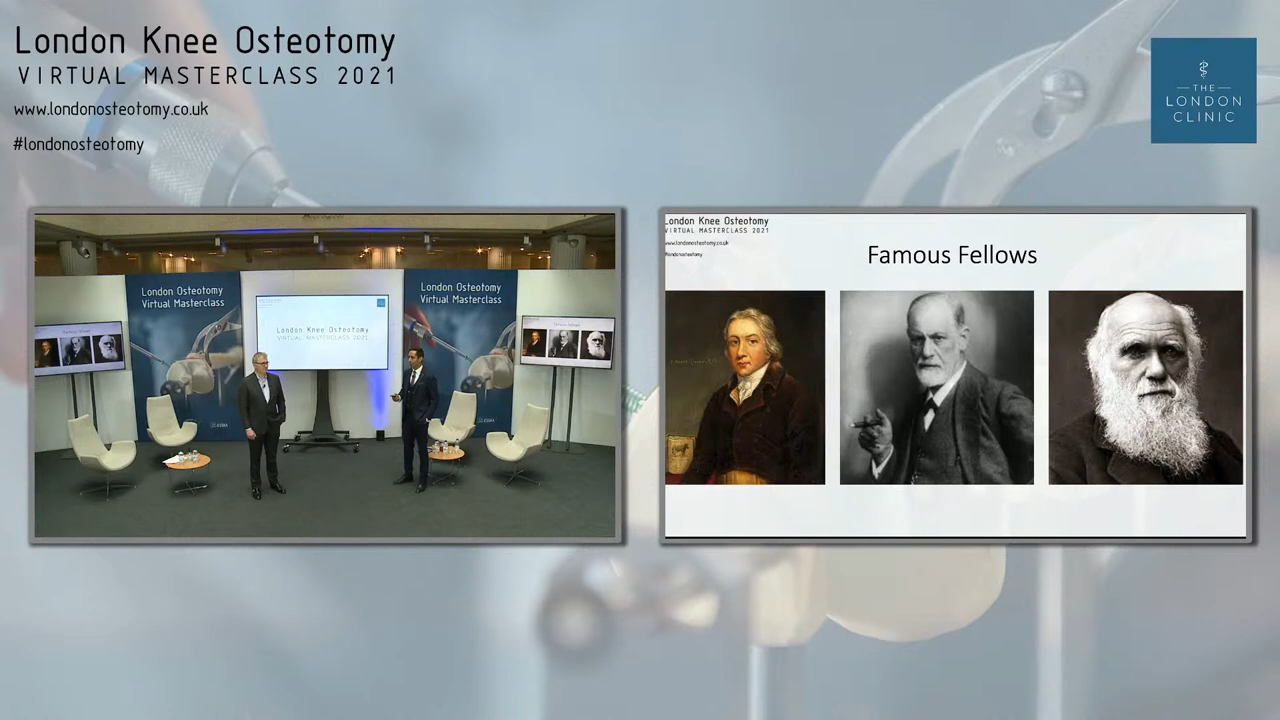 London Knee Osteotomy
VIRTUAL MASTERCLASS 2021
www.londonosteotomy.co.uk
#londonosteotomy
THE
LONDON
CLINIC
London Osteotomy
Virtual Masterclass
London Knee Osteotomy
VIRTUAL MASTERCLASS 2021
London Osteotomy
Virtual Masterclass
London Knee Osteotomy
VIRTUAL MASTERCLASS 2021
www.londonosteotomy.co.uk
#londonosteotomy
Famous Fellows